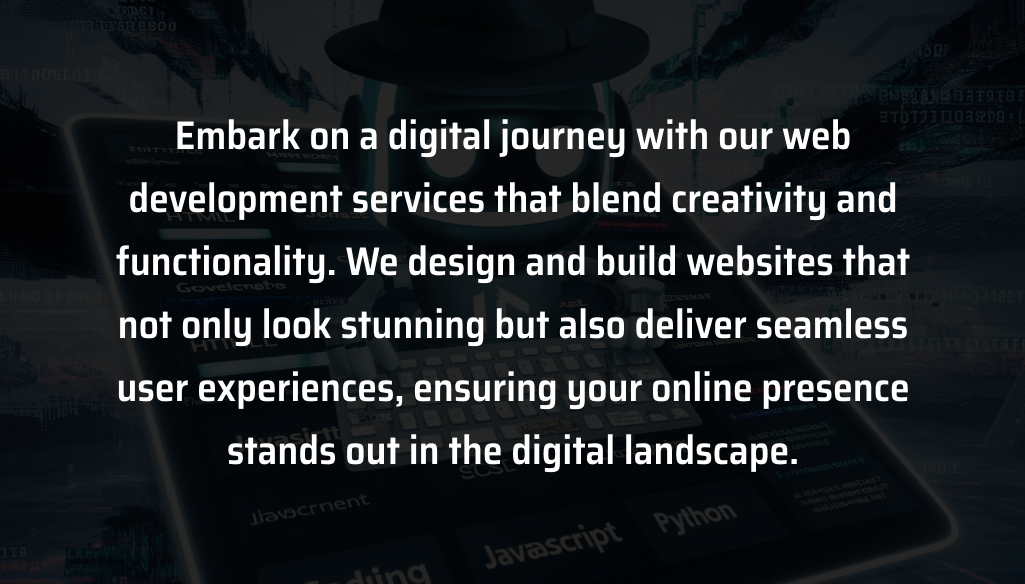 Embark on a digital journey with our web
development services that blend creativity and
functionality. We design and build websites that
not only look stunning but also deliver seamless
user experiences, ensuring your online presence
stands out in the digital landscape.
Javascript
Python